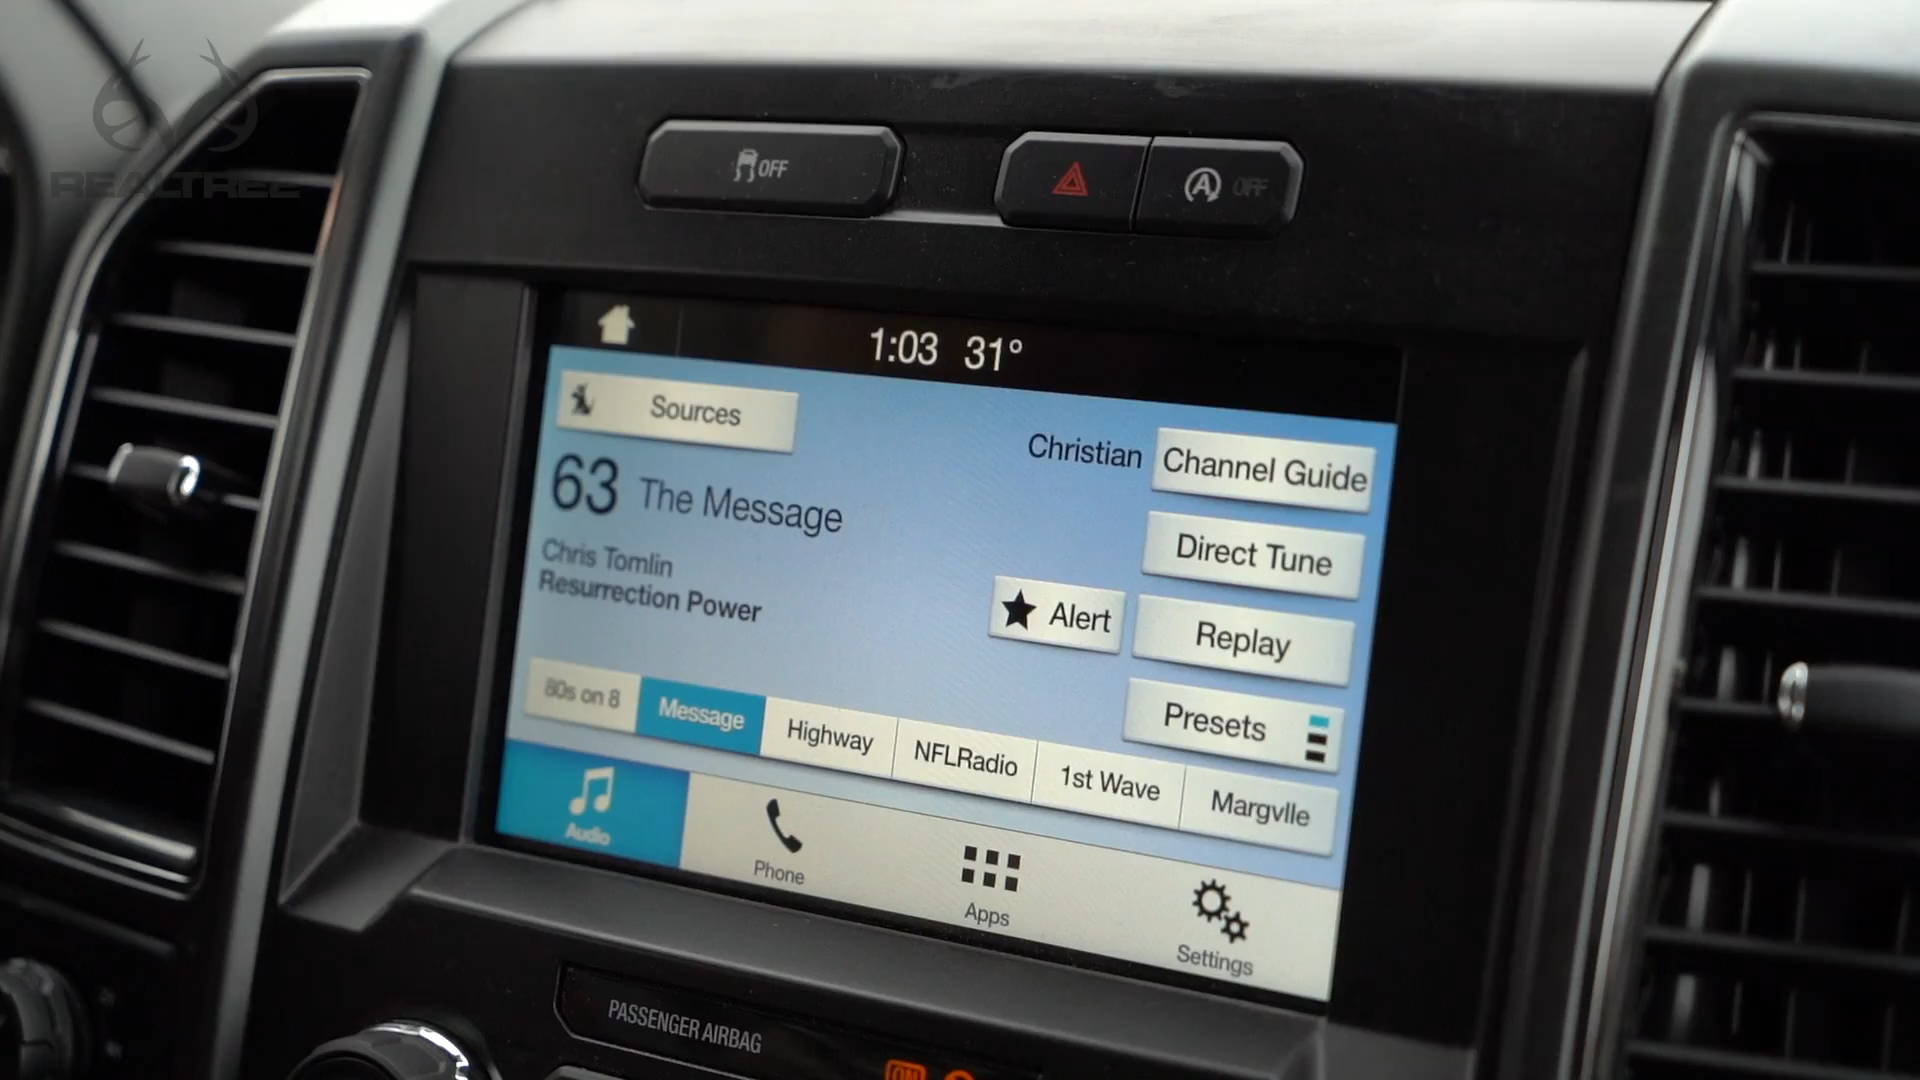 REALTREE
OFF
A OFF
1:03 31°
Sources
Christian
Channel Guide
63 The Message
Direct Tune
Chris Tomlin
Resurrection Power
Alert
Replay
Presets
80s on 8
Message
Highway
NFLRadio
1st Wave
Margvlle
Audio
Phone
Apps
Settings
PASSENGER AIRBAG
ON